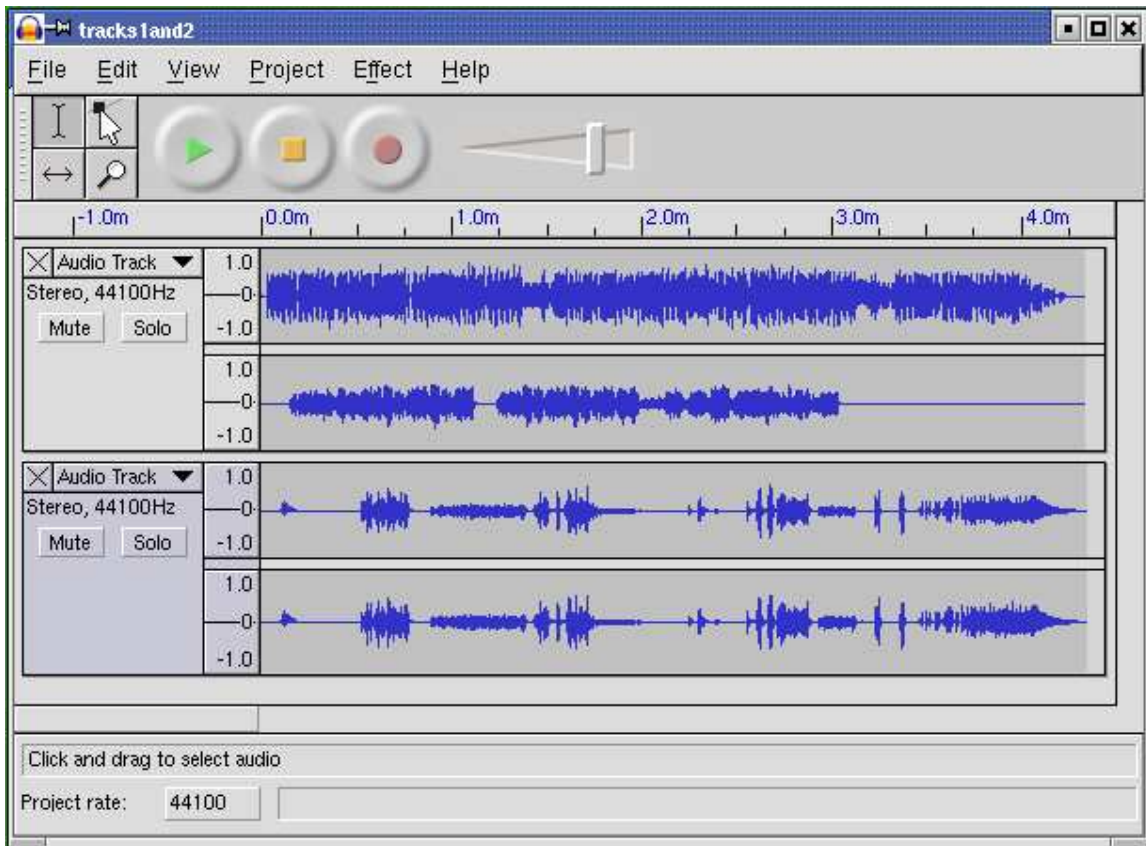 tracks1and2
File Edit View Project Effect Help
-1.0m 0.0m 1.0m 2.0m 3.0m 4.0m
Audio Track 1.0
Stereo, 44100Hz 0
Mute Solo -1.0
1.0
0
-1.0
Audio Track 1.0
Stereo, 44100Hz 0
Mute Solo -1.0
1.0
0
-1.0
Click and drag to select audio
Project rate: 44100